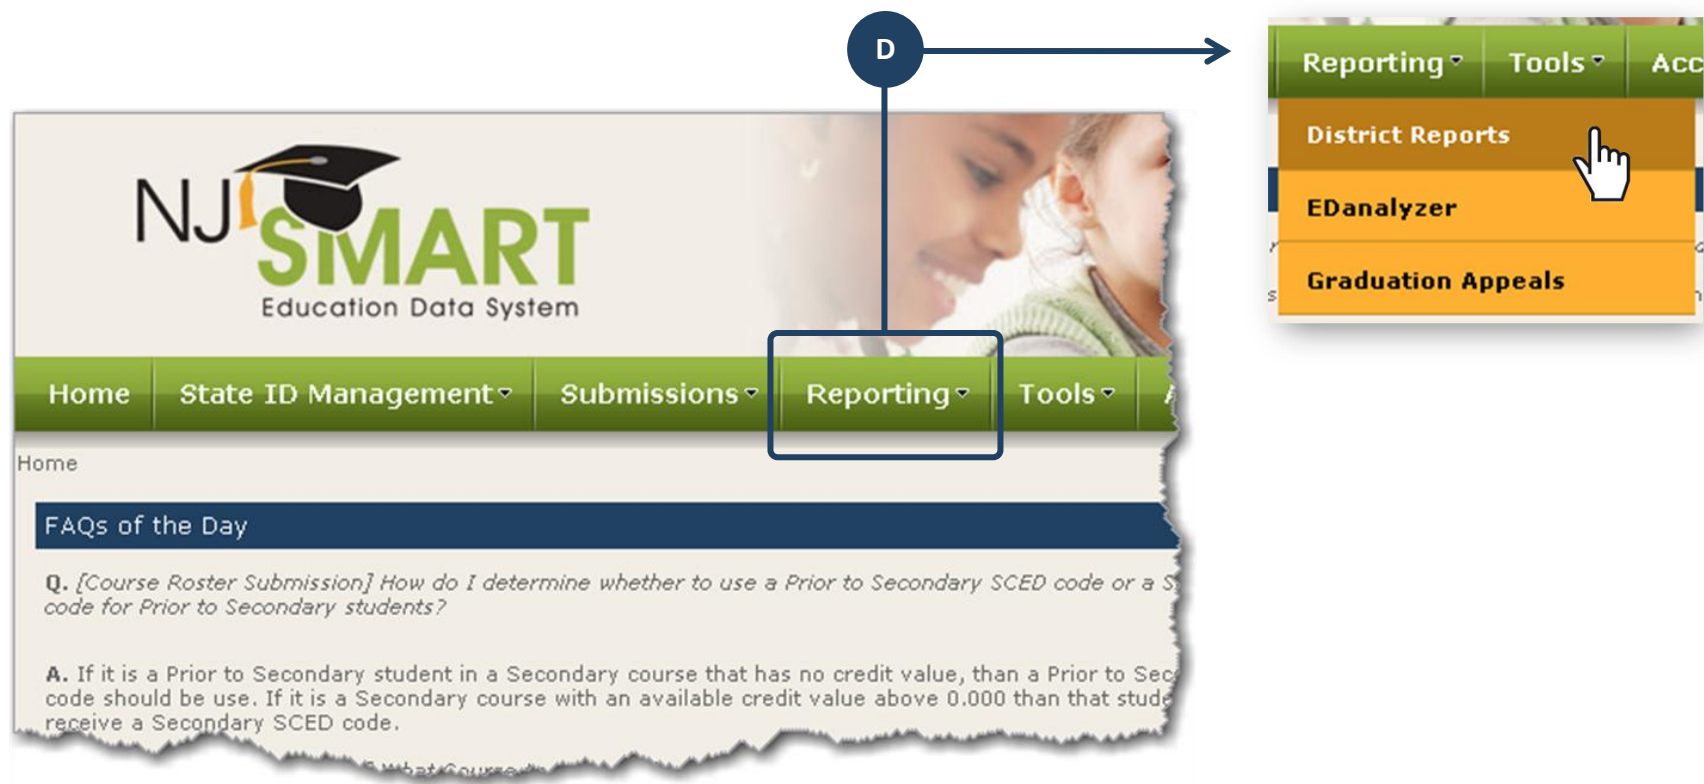 D
Reporting Tools
District Reports
EDanalyzer
Graduation Appeals
NJ SMART
Education Data System
Home State ID Management Submissions Reporting Tools
Home
FAQs of the Day
Q. [Course Roster Submission] How do I determine whether to use a Prior to Secondary SCED code or a
code for Prior to Secondary students?
A. If it is a Prior to Secondary student in a Secondary course that has no credit value, than a Prior to
code should be use. If it is a Secondary course with an available credit value above 0.000 than that
receive a Secondary SCED code.
What Course